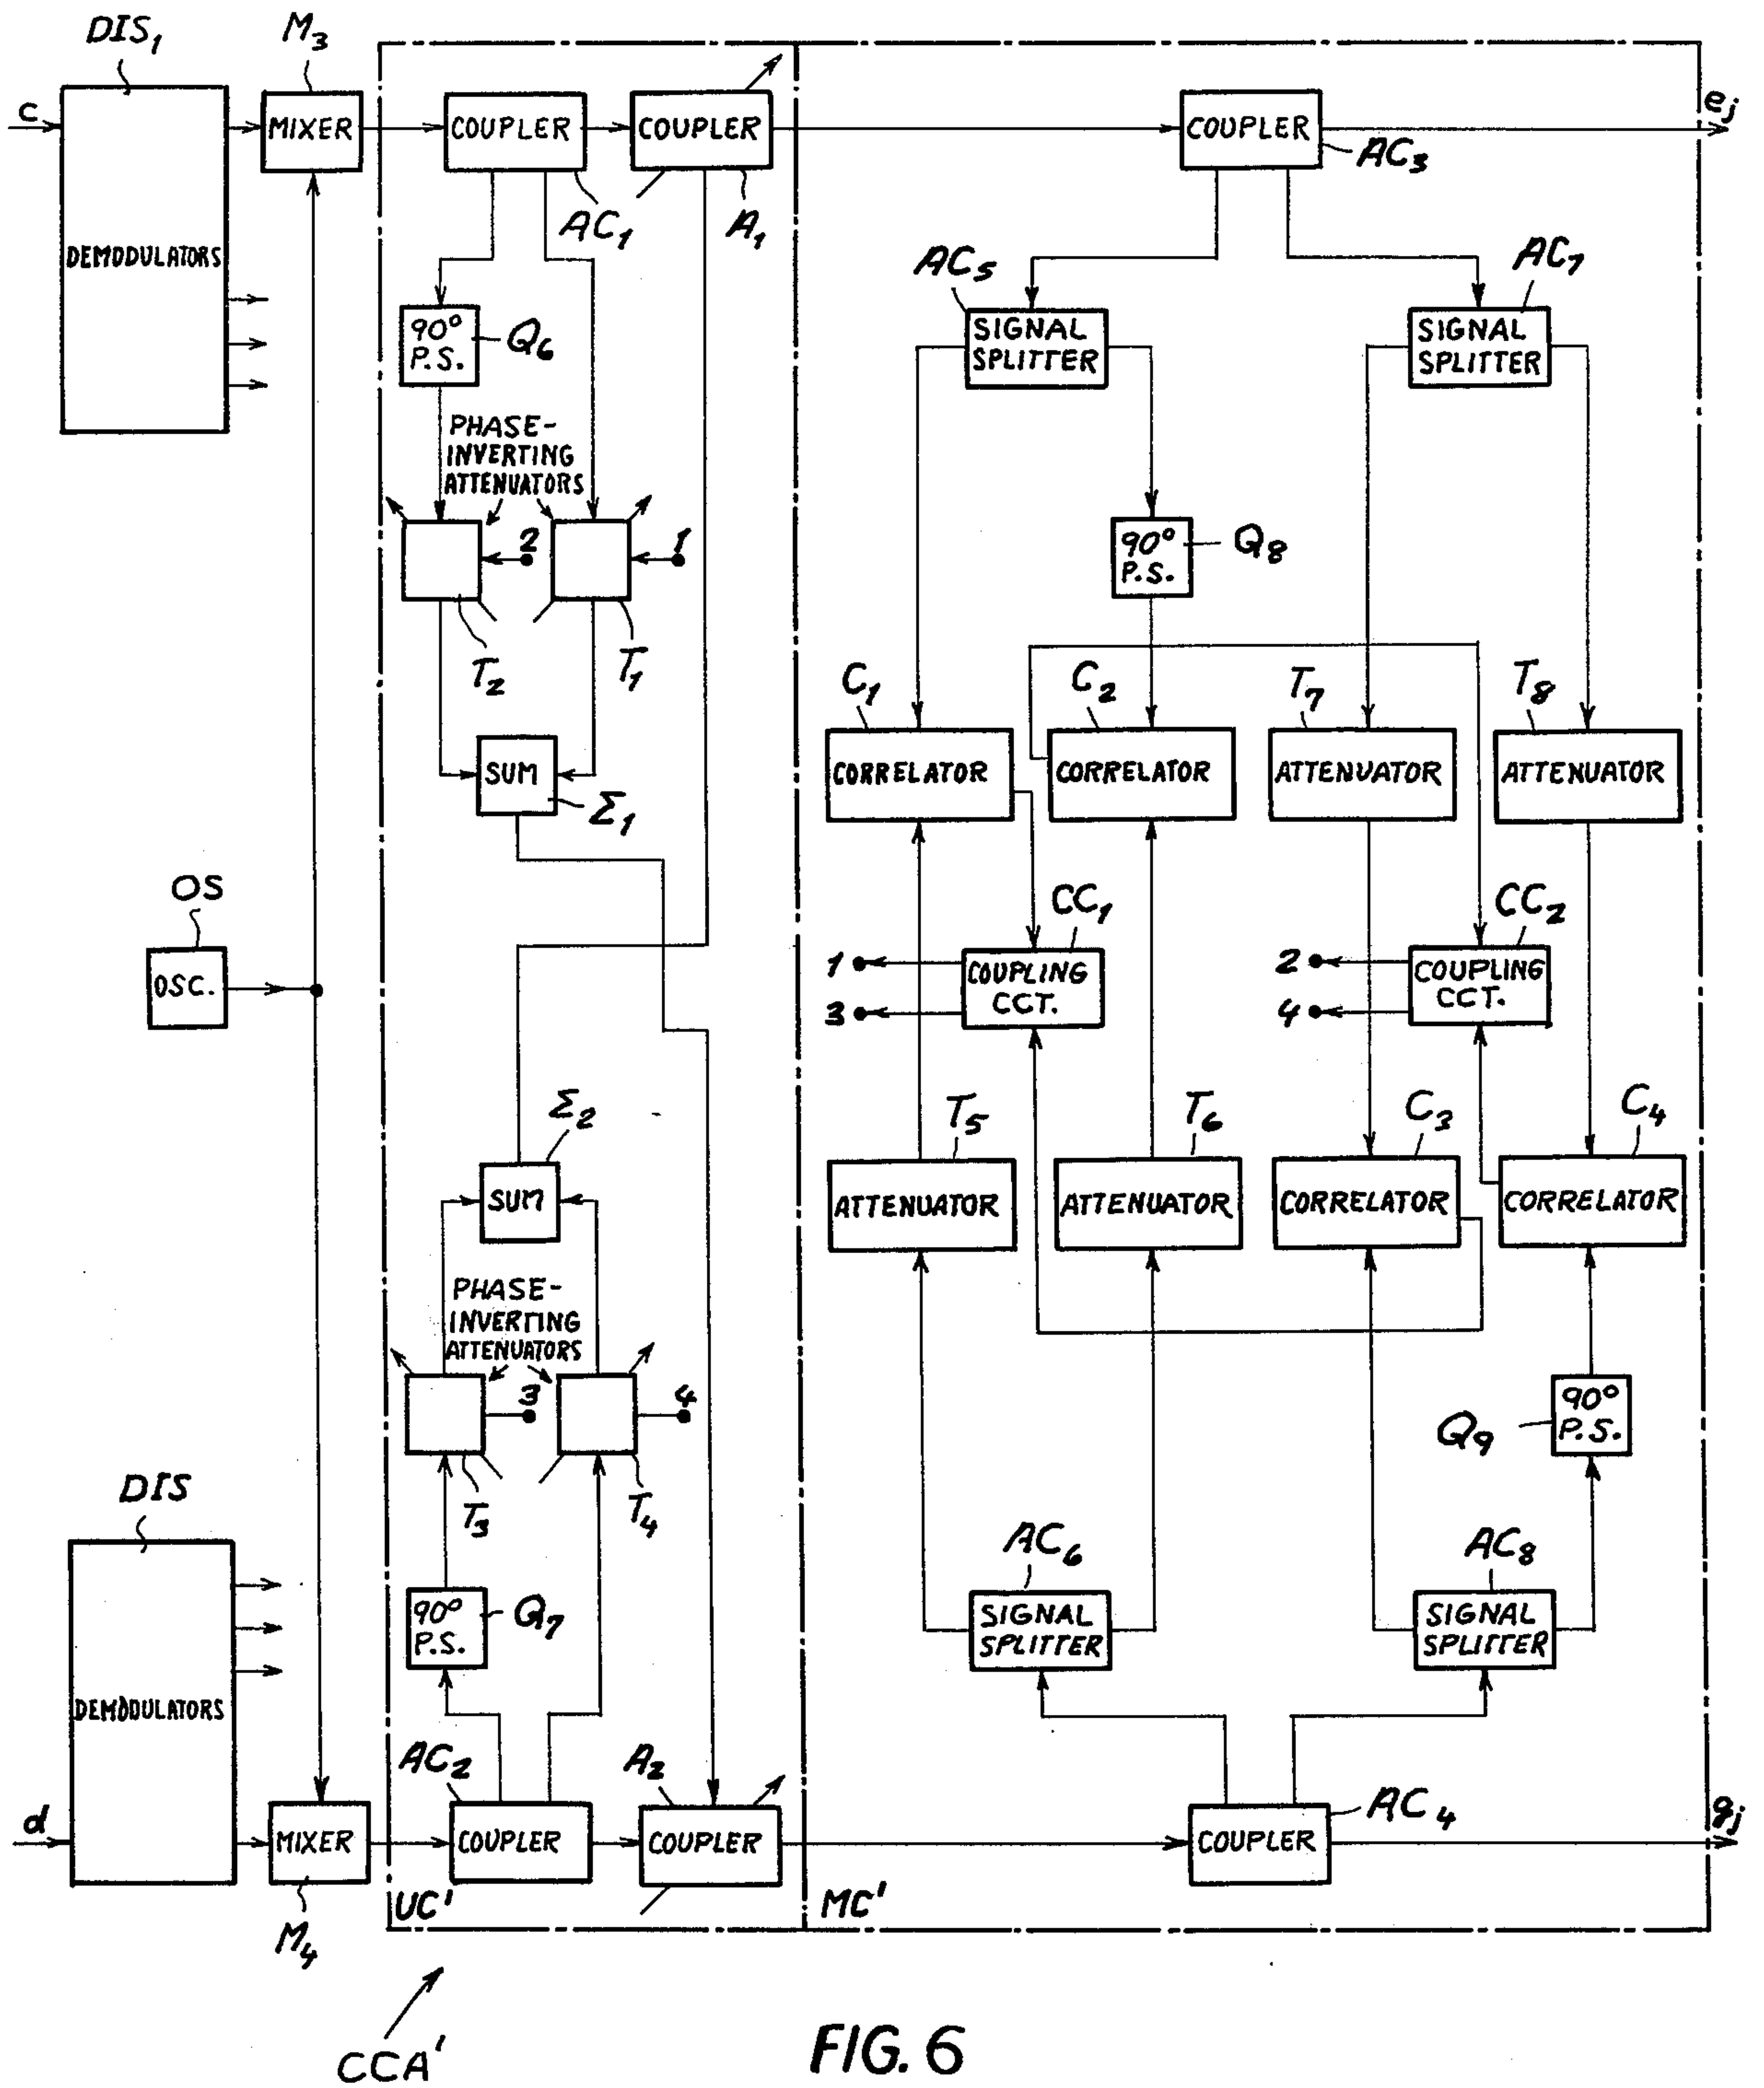 DIS₁
M₃
c
MIXER
COUPLER
COUPLER
COUPLER
eⱼ
AC₃
AC₁
A₁
DEMODULATORS
AC₅
AC₇
90°
P.S.
Q₆
SIGNAL
SPLITTER
SIGNAL
SPLITTER
PHASE-
INVERTING
ATTENUATORS
2
1
90°
P.S.
Q₈
T₂
T₁
C₁
C₂
T₇
T₈
SUM
Σ₁
CORRELATOR
CORRELATOR
ATTENUATOR
ATTENUATOR
OS
CC₁
CC₂
OSC.
1
3
COUPLING
CCT.
2
4
COUPLING
CCT.
Σ₂
T₅
T₆
C₃
C₄
SUM
ATTENUATOR
ATTENUATOR
CORRELATOR
CORRELATOR
PHASE-
INVERTING
ATTENUATORS
3
4
90°
P.S.
Q₉
DIS
T₃
T₄
AC₆
AC₈
90°
P.S.
Q₇
SIGNAL
SPLITTER
SIGNAL
SPLITTER
DEMODULATORS
AC₂
A₂
AC₄
d
MIXER
COUPLER
COUPLER
COUPLER
gⱼ
M₄
UC'
MC'
CCA'
FIG. 6